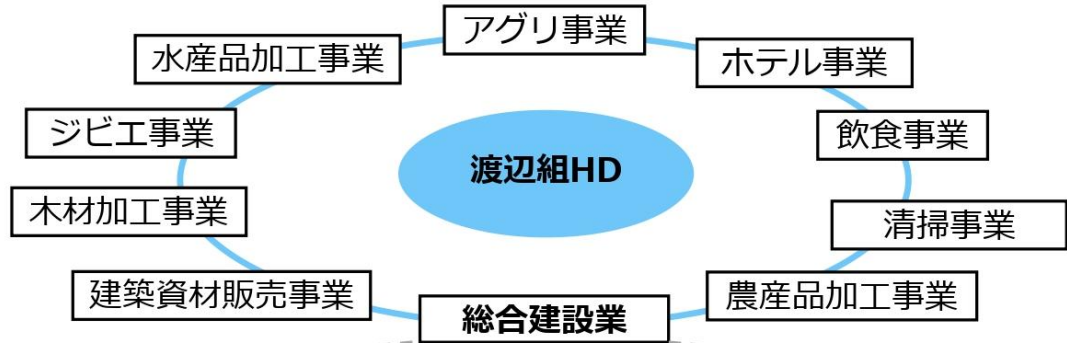 アグリ事業
水産品加工事業
ホテル事業
ジビエ事業
飲食事業
渡辺組HD
木材加工事業
清掃事業
建築資材販売事業
総合建設業
農産品加工事業